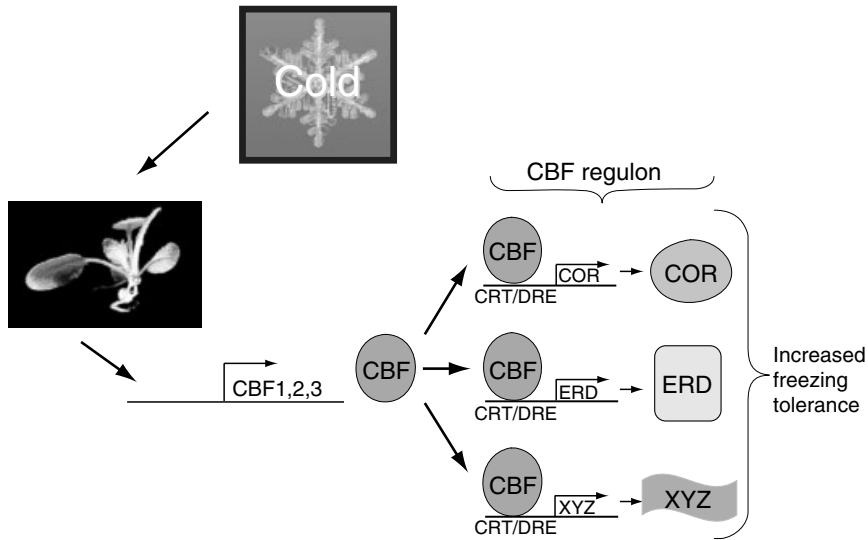 Cold
CBF regulon
CBF
COR
CRT/DRE
COR
CBF1,2,3
CBF
CBF
ERD
CRT/DRE
ERD
CBF
XYZ
CRT/DRE
XYZ
Increased
freezing
tolerance